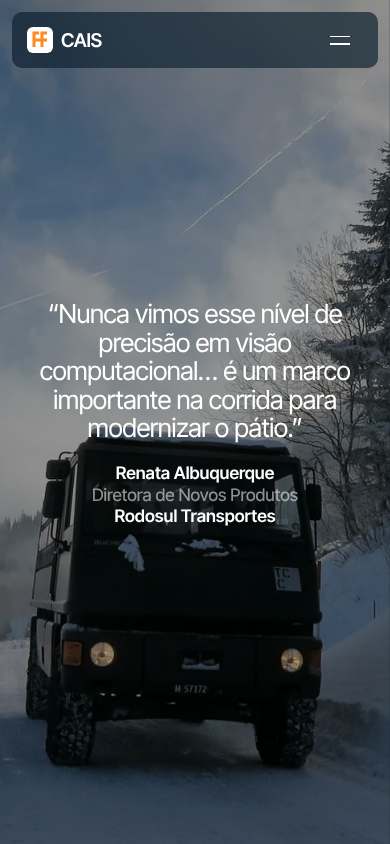 CAIS
“Nunca vimos esse nível de
precisão em visão
computacional... é um marco
importante na corrida para
modernizar o pátio.”
Renata Albuquerque
Diretora de Novos Produtos
Rodosul Transportes
TC
C
M 57172